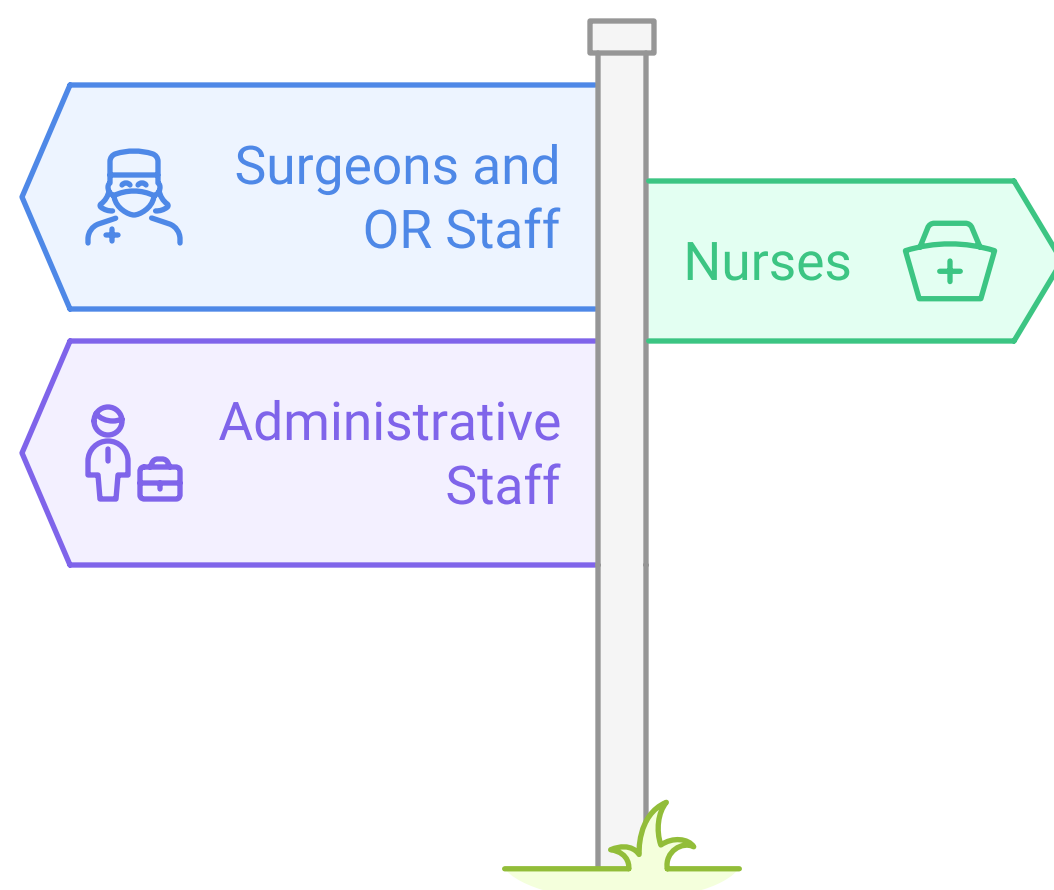 Surgeons and
OR Staff
Nurses
Administrative
Staff